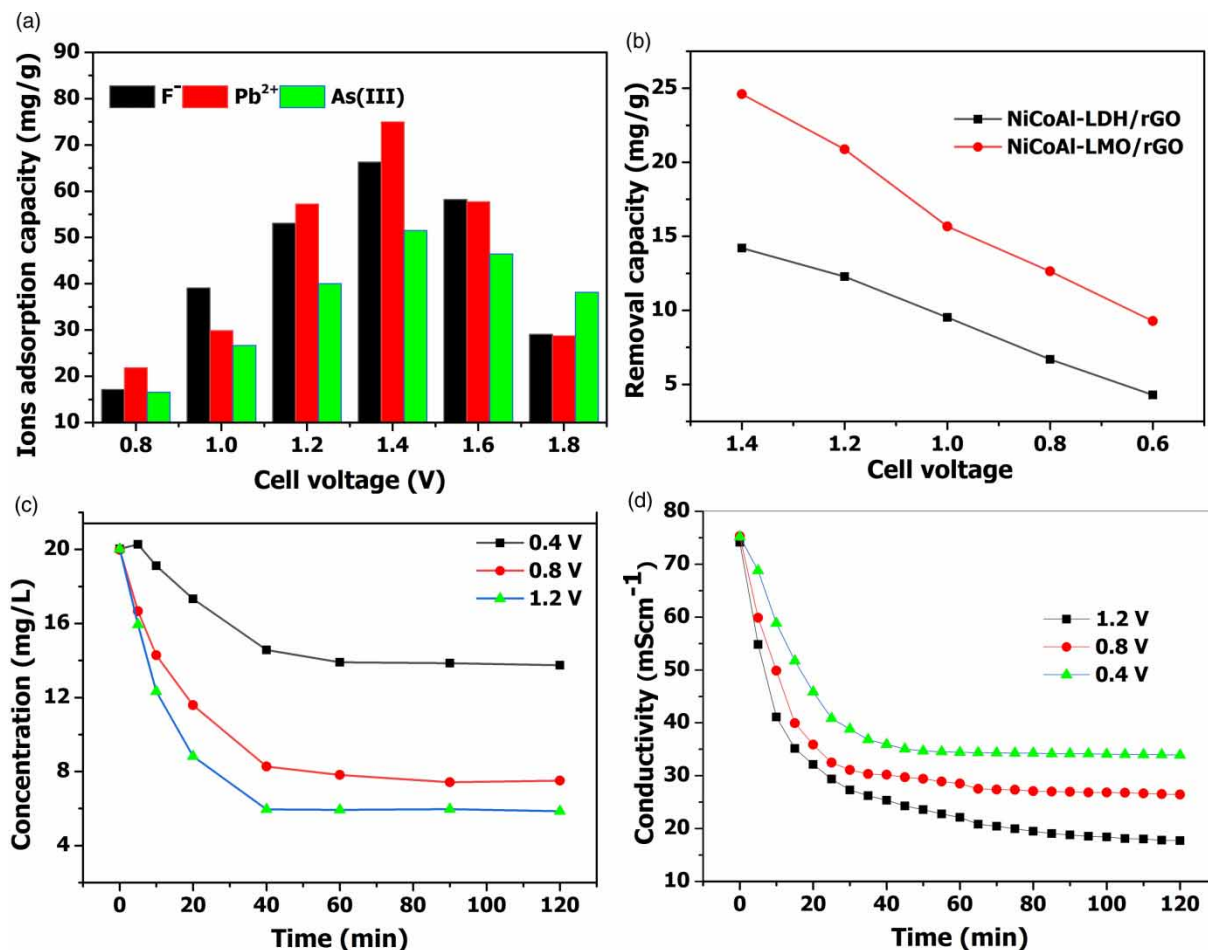 (a)
Ions adsorption capacity (mg/g)
90
80
70
60
50
40
30
20
10
F⁻ Pb²⁺ As(III)
0.8 1.0 1.2 1.4 1.6 1.8
Cell voltage (V)
(b)
Removal capacity (mg/g)
25
20
15
10
5
NiCoAl-LDH/rGO
NiCoAl-LMO/rGO
1.4 1.2 1.0 0.8 0.6
Cell voltage
(c)
Concentration (mg/L)
20
16
12
8
4
0.4 V
0.8 V
1.2 V
0 20 40 60 80 100 120
Time (min)
(d)
Conductivity (mScm⁻¹)
80
70
60
50
40
30
20
10
1.2 V
0.8 V
0.4 V
0 20 40 60 80 100 120
Time (min)